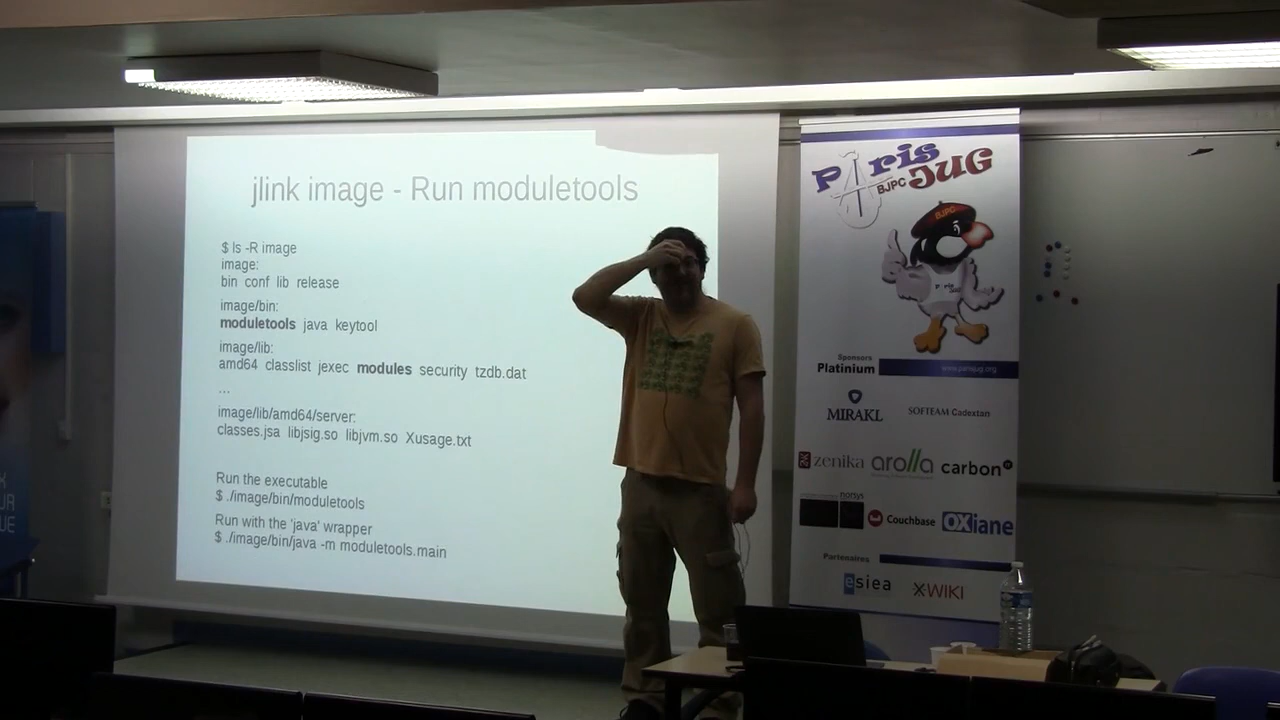 jlink image - Run moduletools
$ ls -R image
image:
bin conf lib release
image/bin:
moduletools java keytool
image/lib:
amd64 classlist jexec modules security tzdb.dat
...
image/lib/amd64/server:
classes.jsa libjsig.so libjvm.so Xusage.txt
Run the executable
$ ./image/bin/moduletools
Run with the 'java' wrapper
$ ./image/bin/java -m moduletools.main
Paris
BJPC JUG
BJPC
Sponsors
Platinium
www.parisjug.org
MIRAKL
SOFTEAM Cadextan
zenika arolla carbon
norsys
Couchbase OXiane
Partenaires
esiea XWIKI